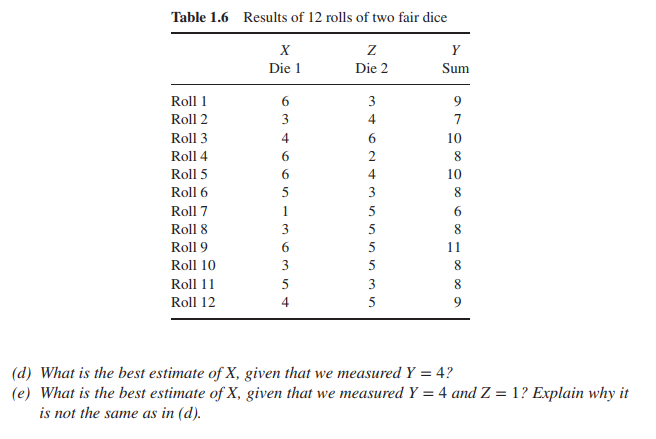 Table 1.6 Results of 12 rolls of two fair dice
X Z Y
Die 1 Die 2 Sum
Roll 1 6 3 9
Roll 2 3 4 7
Roll 3 4 6 10
Roll 4 6 2 8
Roll 5 6 4 10
Roll 6 5 3 8
Roll 7 1 5 6
Roll 8 3 5 8
Roll 9 6 5 11
Roll 10 3 5 8
Roll 11 5 3 8
Roll 12 4 5 9
(d) What is the best estimate of X, given that we measured Y = 4?
(e) What is the best estimate of X, given that we measured Y = 4 and Z = 1? Explain why it
is not the same as in (d).